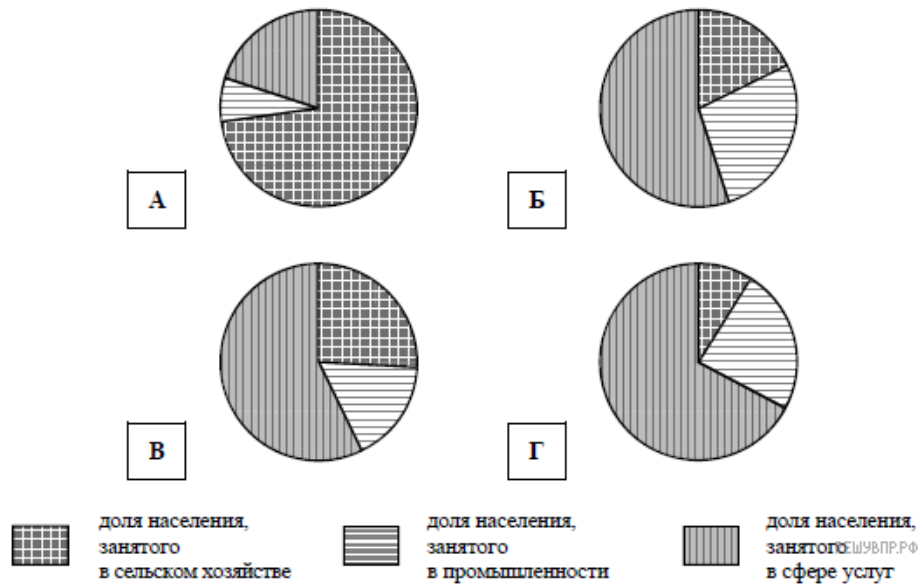 А
Б
В
Г
доля населения,
занятого
в сельском хозяйстве
доля населения,
занятого
в промышленности
доля населения,
занятого
в сфере услуг
РЕШУВПР.РФ